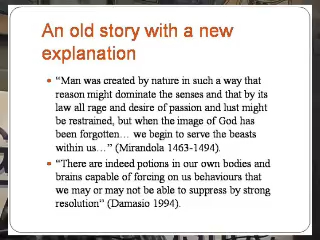 An old story with a new
explanation
• “Man was created by nature in such a way that
reason might dominate the senses and that by its
law all rage and desire of passion and lust might
be restrained, but when the image of God has
been forgotten… we begin to serve the beasts
within us…” (Mirandola 1463-1494).
• “There are indeed potions in our own bodies and
brains capable of forcing on us behaviours that
we may or may not be able to suppress by strong
resolution” (Damasio 1994).